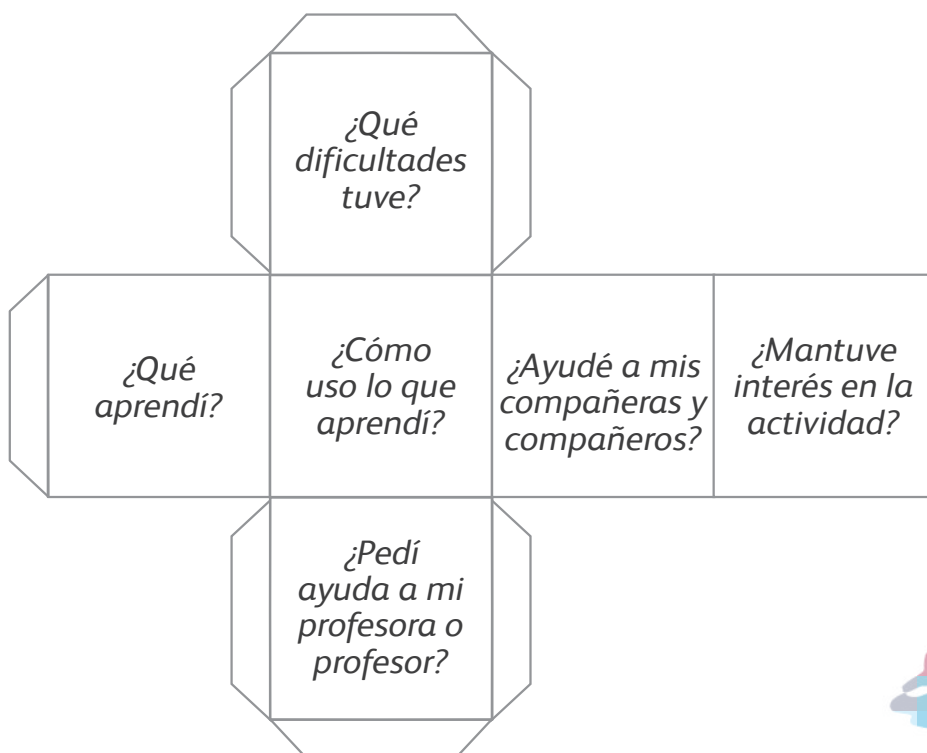 ¿Qué
dificultades
tuve?
¿Qué
aprendí?
¿Cómo
uso lo que
aprendí?
¿Ayudé a mis
compañeras y
compañeros?
¿Mantuve
interés en la
actividad?
¿Pedí
ayuda a mi
profesora o
profesor?